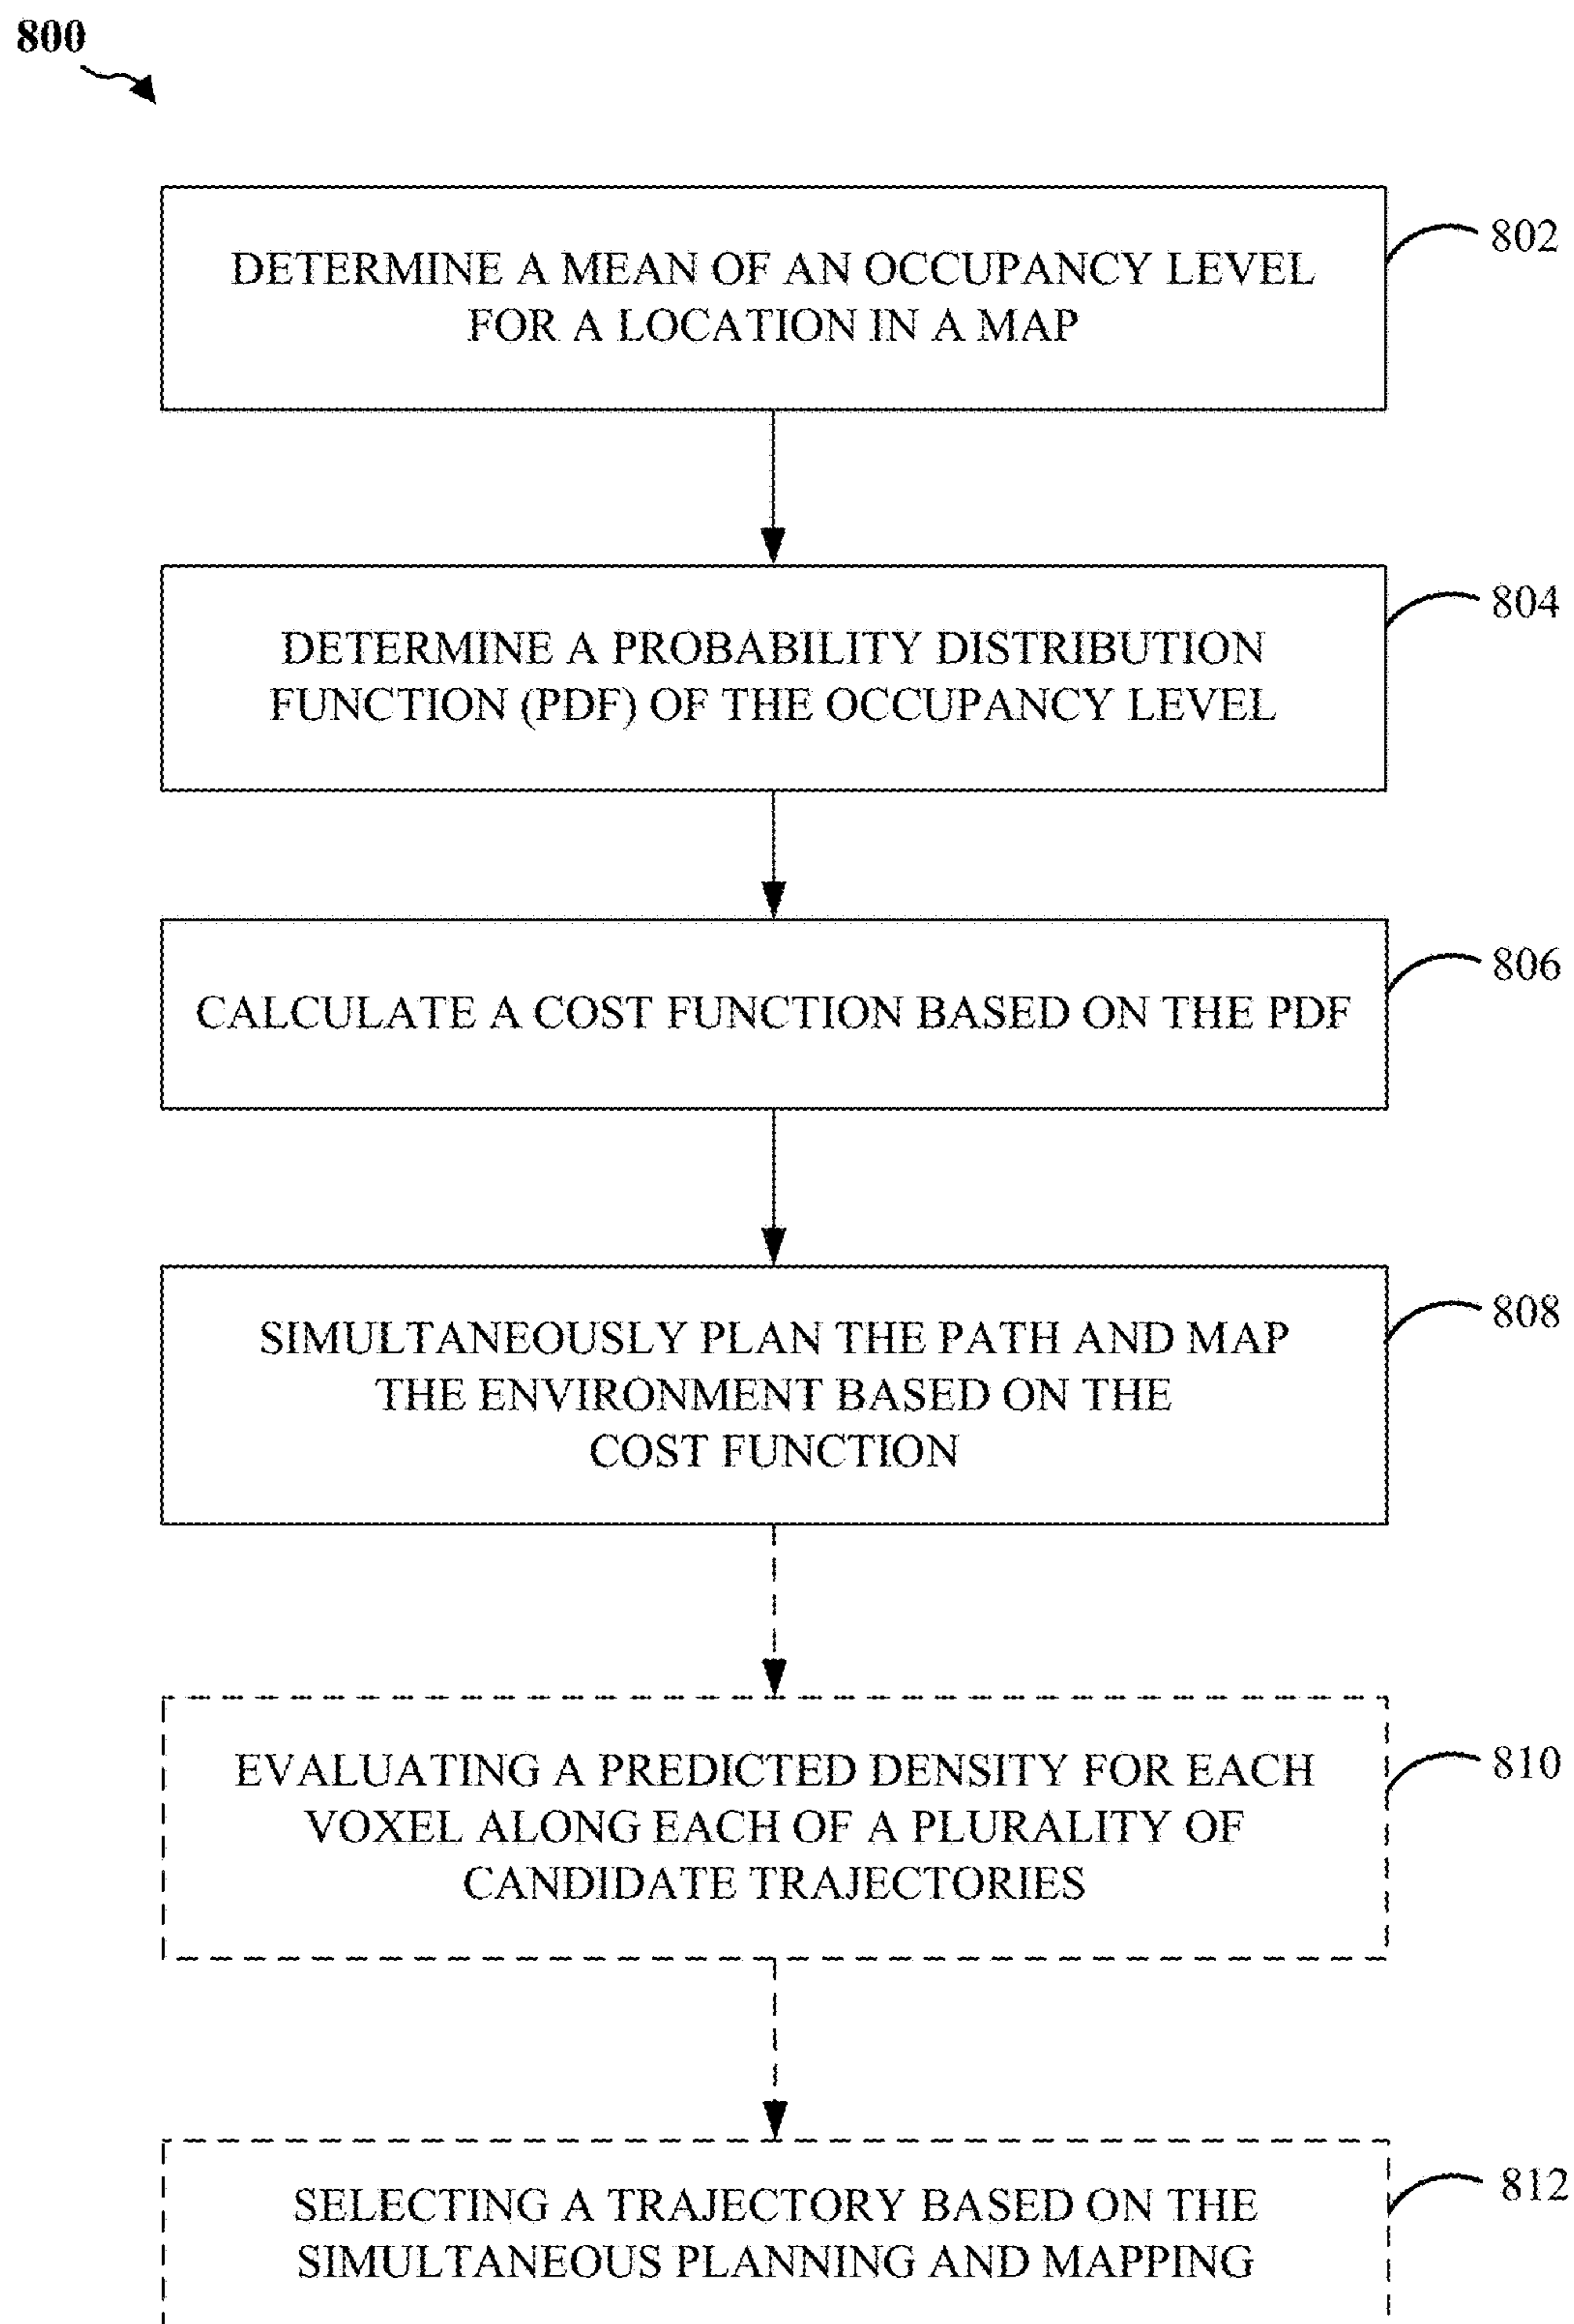 800
DETERMINE A MEAN OF AN OCCUPANCY LEVEL
FOR A LOCATION IN A MAP
802
DETERMINE A PROBABILITY DISTRIBUTION
FUNCTION (PDF) OF THE OCCUPANCY LEVEL
804
CALCULATE A COST FUNCTION BASED ON THE PDF
806
SIMULTANEOUSLY PLAN THE PATH AND MAP
THE ENVIRONMENT BASED ON THE
COST FUNCTION
808
EVALUATING A PREDICTED DENSITY FOR EACH
VOXEL ALONG EACH OF A PLURALITY OF
CANDIDATE TRAJECTORIES
810
SELECTING A TRAJECTORY BASED ON THE
SIMULTANEOUS PLANNING AND MAPPING
812